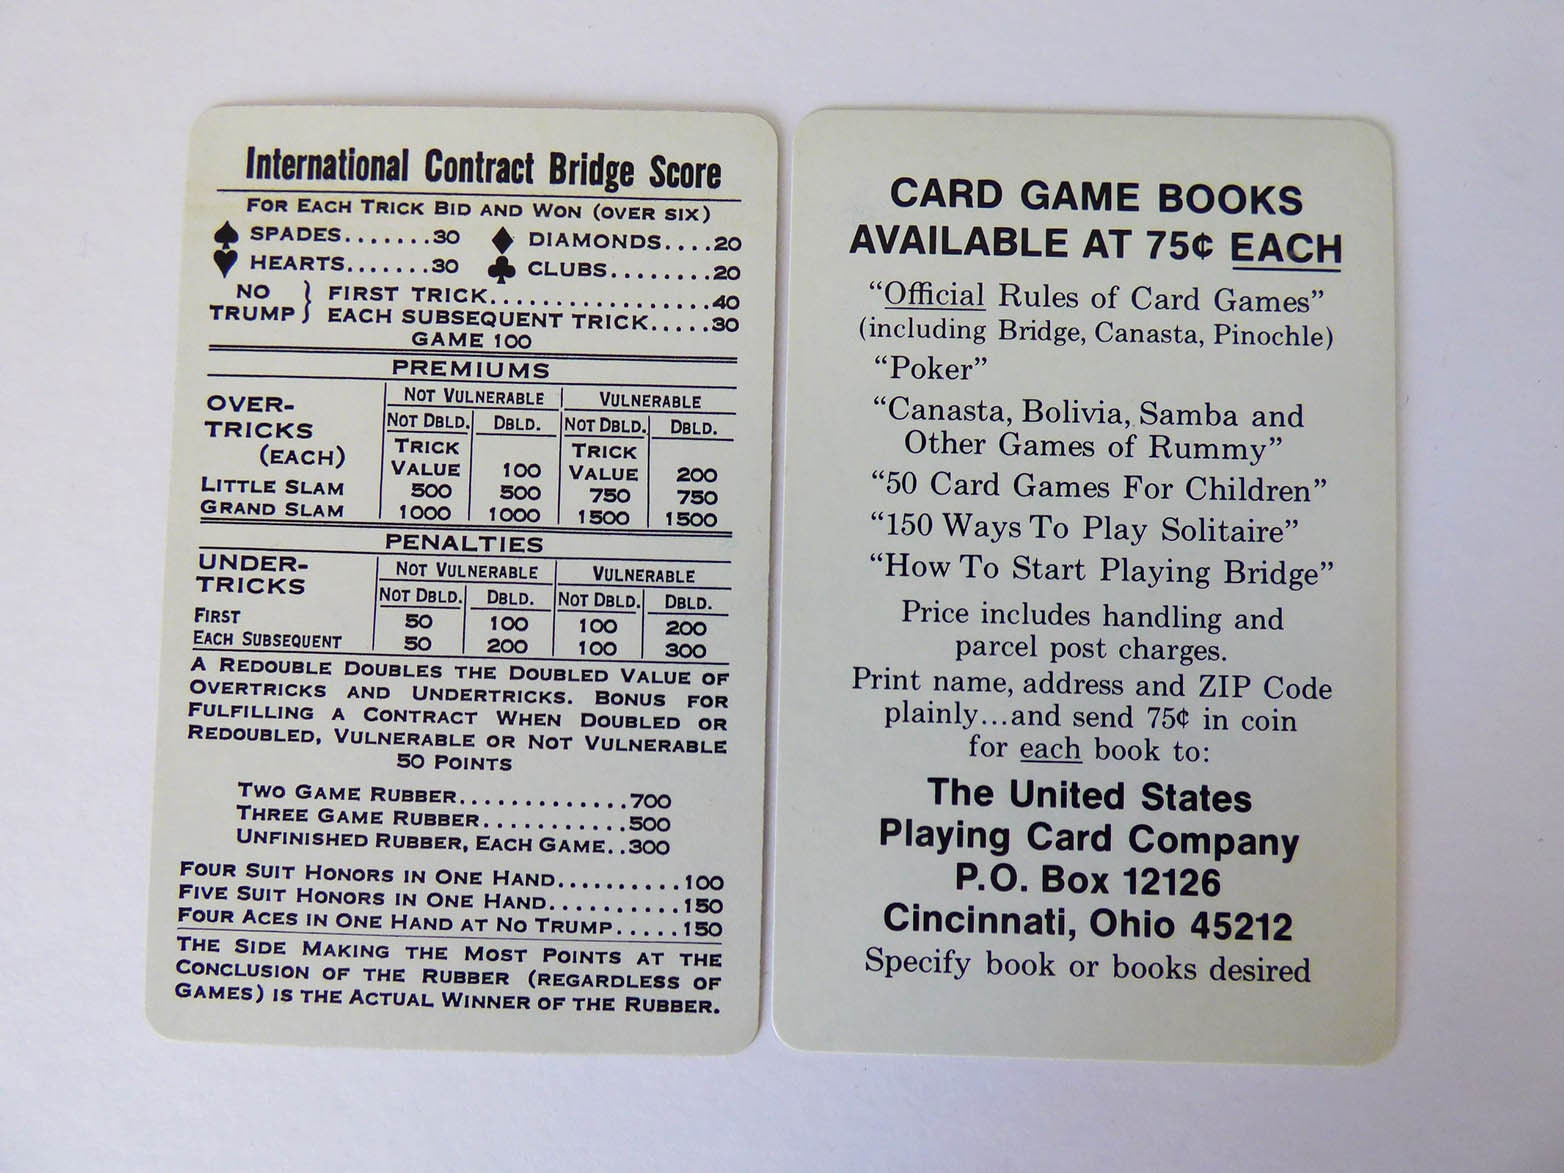 International Contract Bridge Score
FOR EACH TRICK BID AND WON (OVER SIX)
♠ SPADES.......30 ♦ DIAMONDS....20
♥ HEARTS.......30 ♣ CLUBS........20
NO TRUMP } FIRST TRICK................40
EACH SUBSEQUENT TRICK.....30
GAME 100
PREMIUMS
OVER-TRICKS (EACH)
NOT VULNERABLE VULNERABLE
NOT DBLD. DBLD. NOT DBLD. DBLD.
TRICK VALUE 100 TRICK VALUE 200
LITTLE SLAM 500 500 750 750
GRAND SLAM 1000 1000 1500 1500
PENALTIES
UNDER-TRICKS
NOT VULNERABLE VULNERABLE
NOT DBLD. DBLD. NOT DBLD. DBLD.
FIRST 50 100 100 200
EACH SUBSEQUENT 50 200 100 300
A REDOUBLE DOUBLES THE DOUBLED VALUE OF
OVERTRICKS AND UNDERTRICKS. BONUS FOR
FULFILLING A CONTRACT WHEN DOUBLED OR
REDOUBLED, VULNERABLE OR NOT VULNERABLE
50 POINTS
TWO GAME RUBBER..............700
THREE GAME RUBBER............500
UNFINISHED RUBBER, EACH GAME..300
FOUR SUIT HONORS IN ONE HAND..........100
FIVE SUIT HONORS IN ONE HAND...........150
FOUR ACES IN ONE HAND AT NO TRUMP.....150
THE SIDE MAKING THE MOST POINTS AT THE
CONCLUSION OF THE RUBBER (REGARDLESS OF
GAMES) IS THE ACTUAL WINNER OF THE RUBBER.
CARD GAME BOOKS
AVAILABLE AT 75¢ EACH
“Official Rules of Card Games”
(including Bridge, Canasta, Pinochle)
“Poker”
“Canasta, Bolivia, Samba and
Other Games of Rummy”
“50 Card Games For Children”
“150 Ways To Play Solitaire”
“How To Start Playing Bridge”
Price includes handling and
parcel post charges.
Print name, address and ZIP Code
plainly...and send 75¢ in coin
for each book to:
The United States
Playing Card Company
P.O. Box 12126
Cincinnati, Ohio 45212
Specify book or books desired